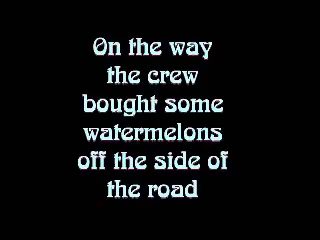 On the way
the crew
bought some
watermelons
off the side of
the road